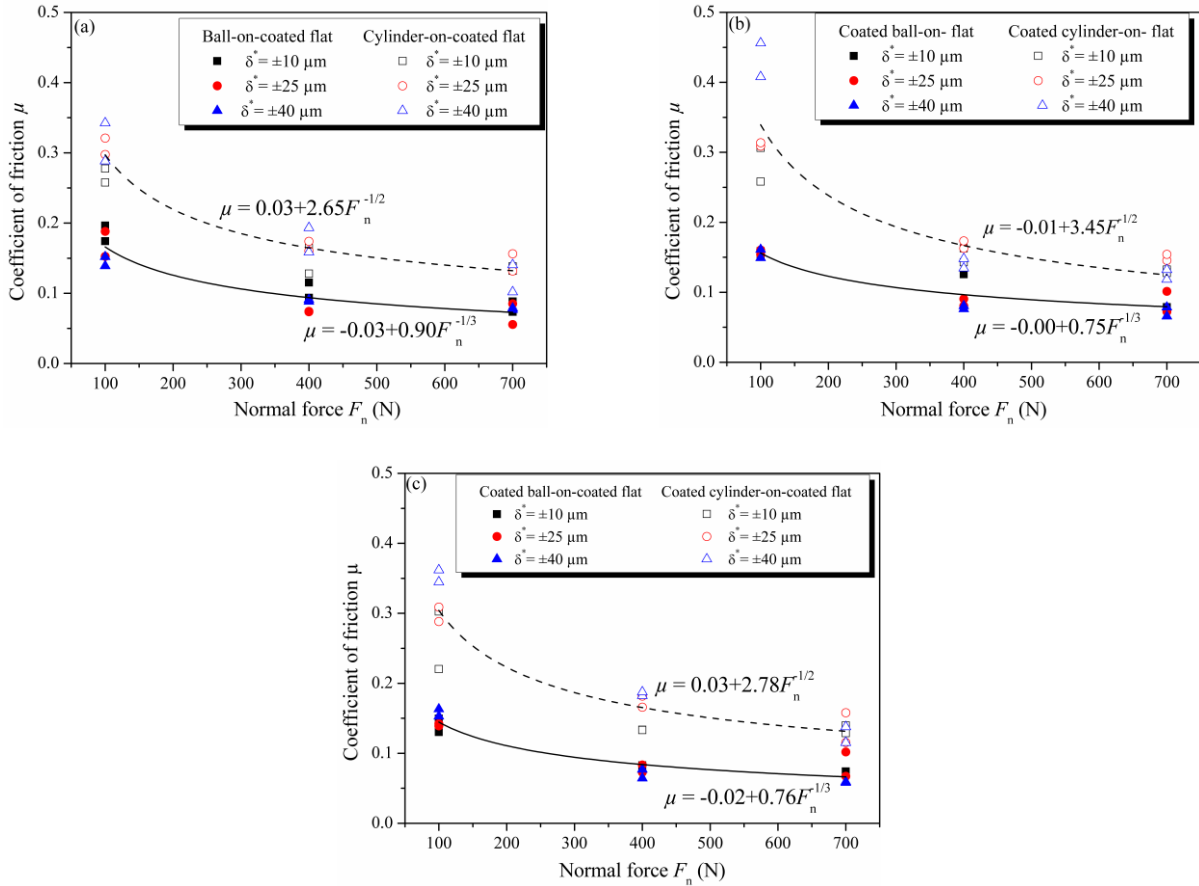 (a)
Ball-on-coated flat Cylinder-on-coated flat
δ* = ±10 µm δ* = ±10 µm
δ* = ±25 µm δ* = ±25 µm
δ* = ±40 µm δ* = ±40 µm
0.5
0.4
0.3
0.2
0.1
0.0
Coefficient of friction μ
μ = 0.03+2.65F_n^-1/2
μ = -0.03+0.90F_n^-1/3
100 200 300 400 500 600 700
Normal force F_n (N)
(b)
Coated ball-on- flat Coated cylinder-on- flat
δ* = ±10 µm δ* = ±10 µm
δ* = ±25 µm δ* = ±25 µm
δ* = ±40 µm δ* = ±40 µm
0.5
0.4
0.3
0.2
0.1
0.0
Coefficient of friction μ
μ = -0.01+3.45F_n^-1/2
μ = -0.00+0.75F_n^-1/3
100 200 300 400 500 600 700
Normal force F_n (N)
(c)
Coated ball-on-coated flat Coated cylinder-on-coated flat
δ* = ±10 µm δ* = ±10 µm
δ* = ±25 µm δ* = ±25 µm
δ* = ±40 µm δ* = ±40 µm
0.5
0.4
0.3
0.2
0.1
0.0
Coefficient of friction µ
μ = 0.03+2.78F_n^-1/2
μ = -0.02+0.76F_n^-1/3
100 200 300 400 500 600 700
Normal force F_n (N)